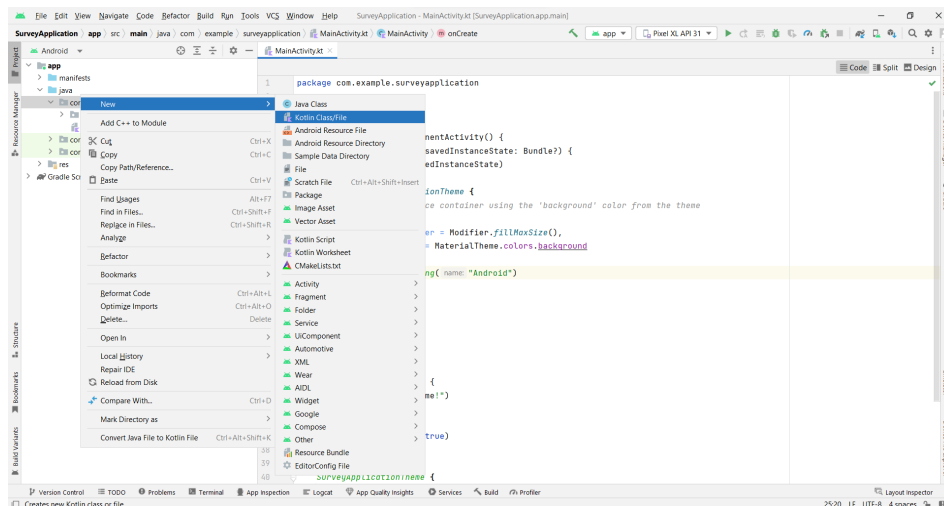 File Edit View Navigate Code Refactor Build Run Tools VCS Window Help SurveyApplication - MainActivity.kt [SurveyApplication.app.main]
SurveyApplication app src main java com example surveyapplication MainActivity.kt MainActivity onCreate app Pixel XL API 31
Project Android MainActivity.kt
Code Split Design
app
manifests
java
1 package com.example.surveyapplication
Resource Manager
com
New
Add C++ to Module
Cut Ctrl+X
Copy Ctrl+C
Copy Path/Reference...
Paste Ctrl+V
Find Usages Alt+F7
Find in Files... Ctrl+Shift+F
Replace in Files... Ctrl+Shift+R
Analyze
Refactor
Bookmarks
Reformat Code Ctrl+Alt+L
Optimize Imports Ctrl+Alt+O
Delete... Delete
Open In
Local History
Repair IDE
Reload from Disk
Compare With... Ctrl+D
Mark Directory as
Convert Java File to Kotlin File Ctrl+Alt+Shift+K
con
con
res
Gradle Scr
Java Class
Kotlin Class/File
Android Resource File
Android Resource Directory
Sample Data Directory
File
Scratch File Ctrl+Alt+Shift+Insert
Package
Image Asset
Vector Asset
Kotlin Script
Kotlin Worksheet
CMakeLists.txt
Activity
Fragment
Folder
Service
UiComponent
Automotive
XML
Wear
AIDL
Widget
Google
Compose
Other
Resource Bundle
EditorConfig File
nentActivity() {
savedInstanceState: Bundle?) {
edInstanceState)
ionTheme {
ce container using the 'background' color from the theme
er = Modifier.fillMaxSize(),
= MaterialTheme.colors.background
ng( name: "Android")
{
me!")
true)
38
39
40 SurveyApplicationTheme {
Structure
Bookmarks
Build Variants
Version Control TODO Problems Terminal App Inspection Logcat App Quality Insights Services Build Profiler Layout Inspector
Creates new Kotlin class or file 25:20 LF UTF-8 4 spaces